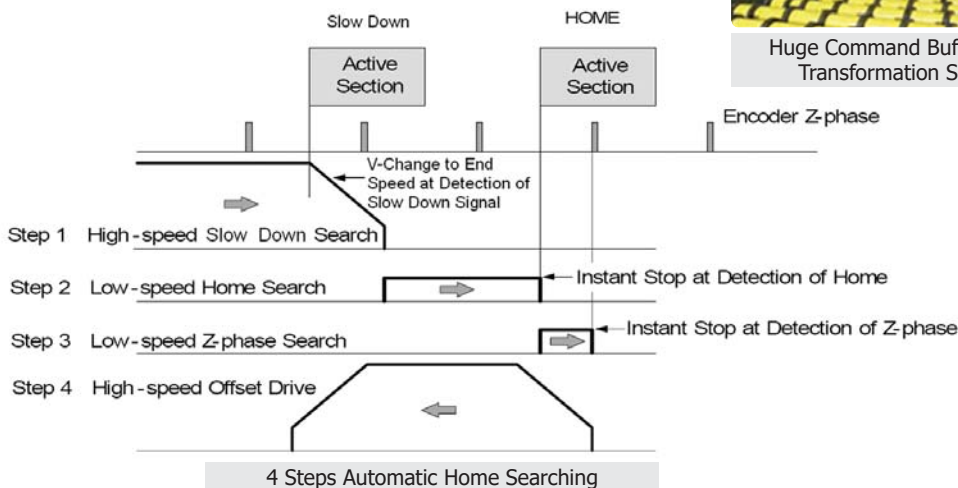 Slow Down
HOME
Active
Section
Active
Section
Huge Command Buf
Transformation S
Encoder Z-phase
V-Change to End
Speed at Detection of
Slow Down Signal
Step 1 High-speed Slow Down Search
Step 2 Low-speed Home Search
Instant Stop at Detection of Home
Step 3 Low-speed Z-phase Search
Instant Stop at Detection of Z-phase
Step 4 High-speed Offset Drive
4 Steps Automatic Home Searching